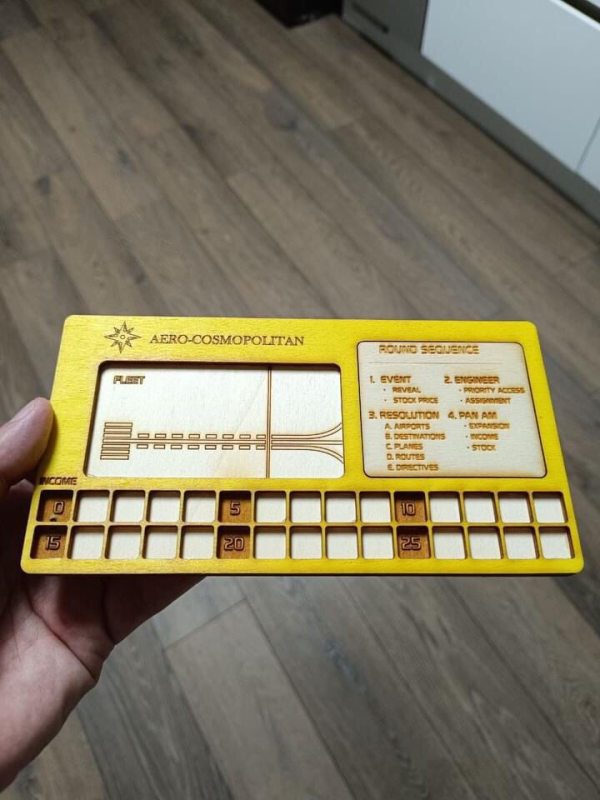 AERO-COSMOPOLITAN
FLEET
ROUND SEQUENCE
1. EVENT
· REVEAL
· STOCK PRICE
2. ENGINEER
· PRIORITY ACCESS
· ASSIGNMENT
3. RESOLUTION
A. AIRPORTS
B. DESTINATIONS
C. PLANES
D. ROUTES
E. DIRECTIVES
4. PAN AM
· EXPANSION
· INCOME
· STOCK
INCOME
0 5 10
15 20 25